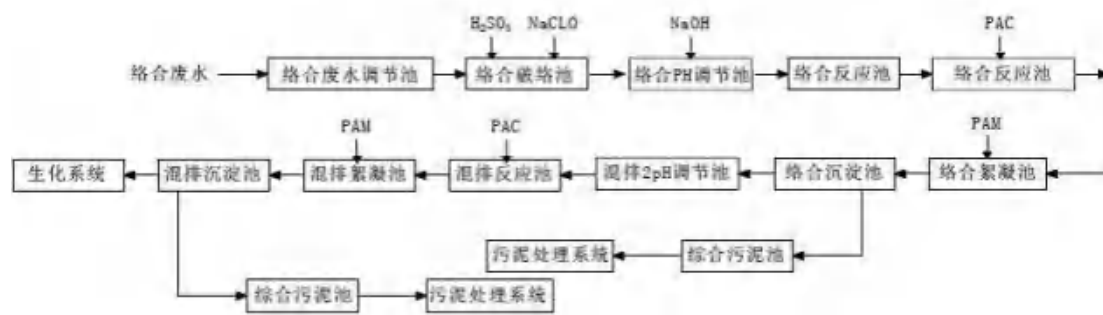 H₂SO₄ NaCLO NaOH PAC
络合废水 络合废水调节池 络合破络池 络合PH调节池 络合反应池 络合反应池
PAM PAC PAM
生化系统 混排沉淀池 混排絮凝池 混排反应池 混排2pH调节池 络合沉淀池 络合絮凝池
污泥处理系统 综合污泥池
综合污泥池 污泥处理系统